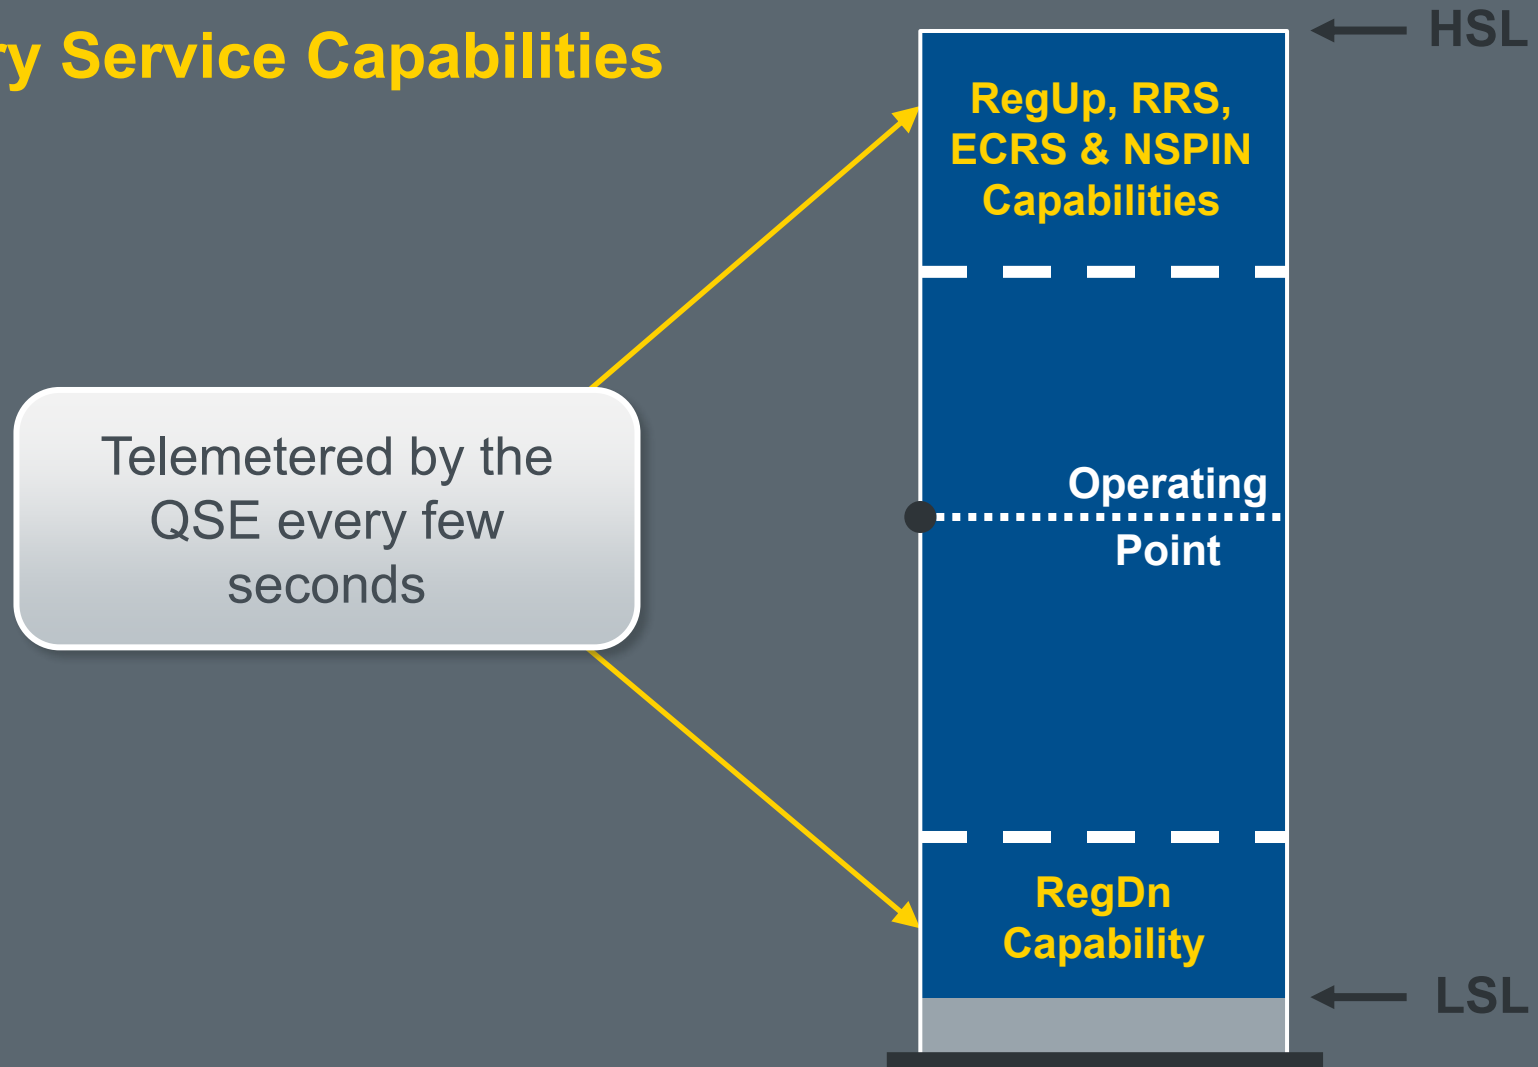 ry Service Capabilities
HSL
RegUp, RRS,
ECRS & NSPIN
Capabilities
Telemetered by the
QSE every few
seconds
Operating
Point
RegDn
Capability
LSL